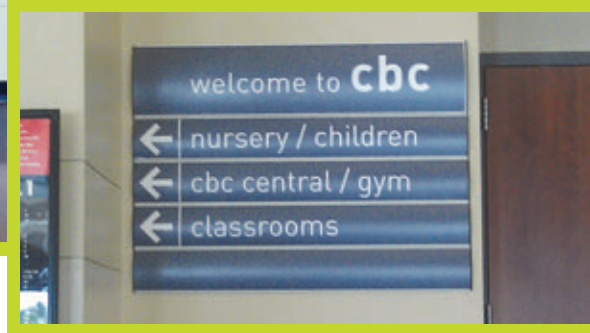 welcome to cbc
← nursery / children
← cbc central / gym
← classrooms